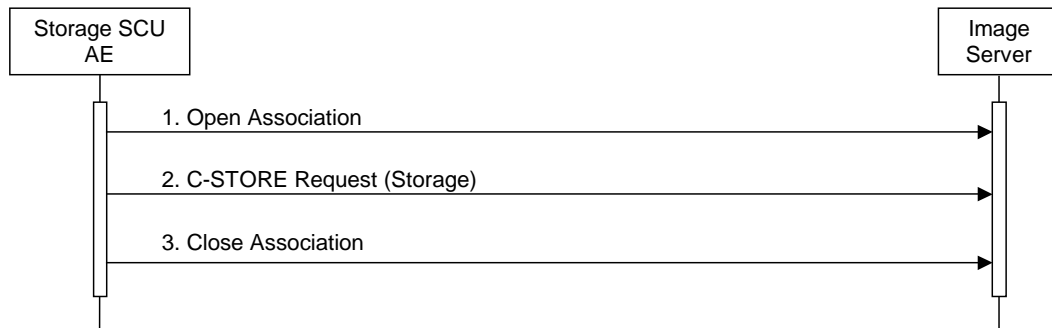 Storage SCU
AE
Image
Server
1. Open Association
2. C-STORE Request (Storage)
3. Close Association